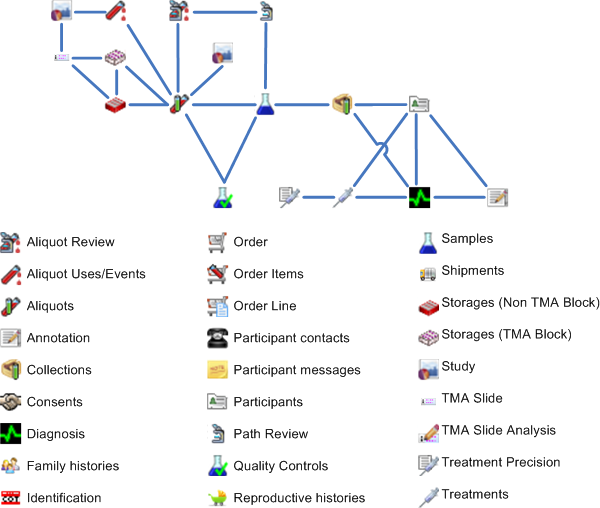 Aliquot Review
Aliquot Uses/Events
Aliquots
Annotation
Collections
Consents
Diagnosis
Family histories
Identification
Order
Order Items
Order Line
Participant contacts
Participant messages
Participants
Path Review
Quality Controls
Reproductive histories
Samples
Shipments
Storages (Non TMA Block)
Storages (TMA Block)
Study
TMA Slide
TMA Slide Analysis
Treatment Precision
Treatments